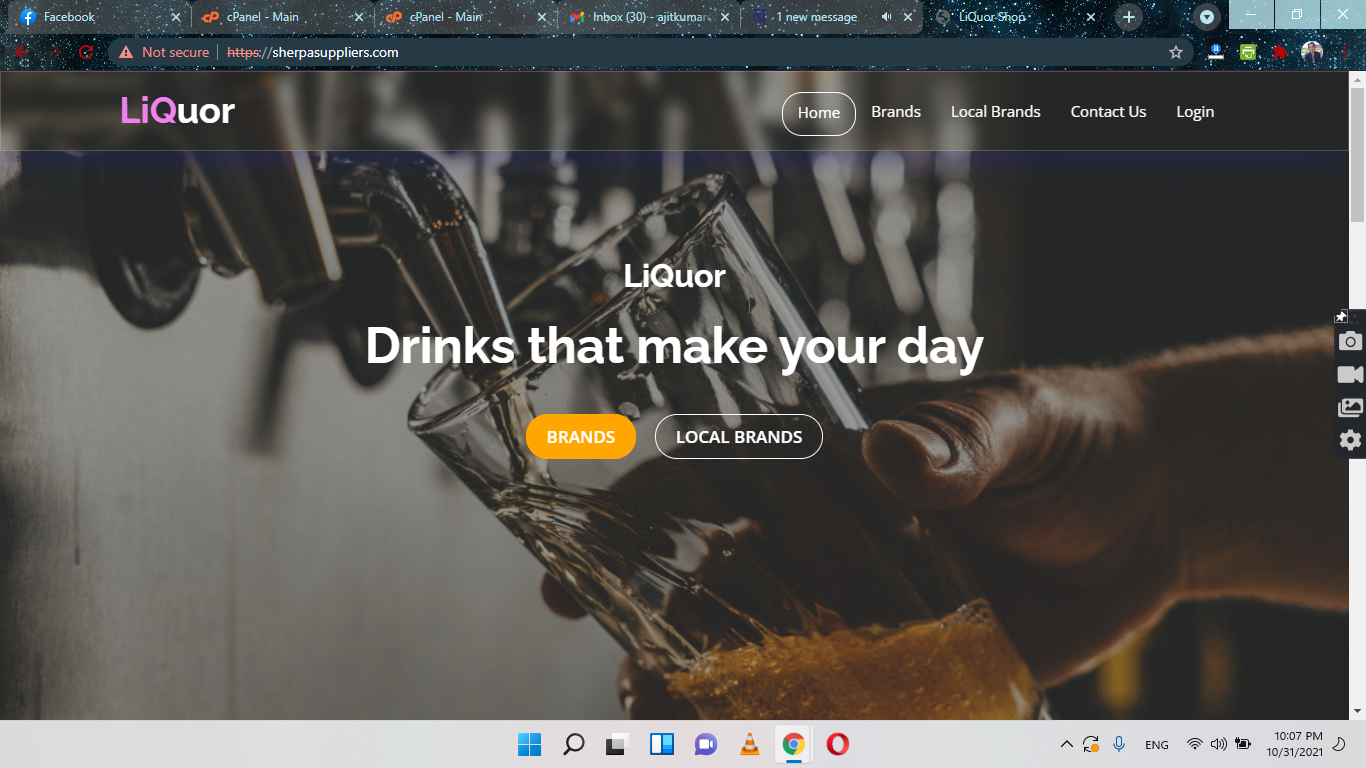 Facebook
cPanel - Main
cPanel - Main
Inbox (30) - ajitkumar
1 new message
LiQuor Shop
Not secure
https://sherpasuppliers.com
LiQuor
Home
Brands
Local Brands
Contact Us
Login
LiQuor
Drinks that make your day
BRANDS
LOCAL BRANDS
ENG
10:07 PM
10/31/2021